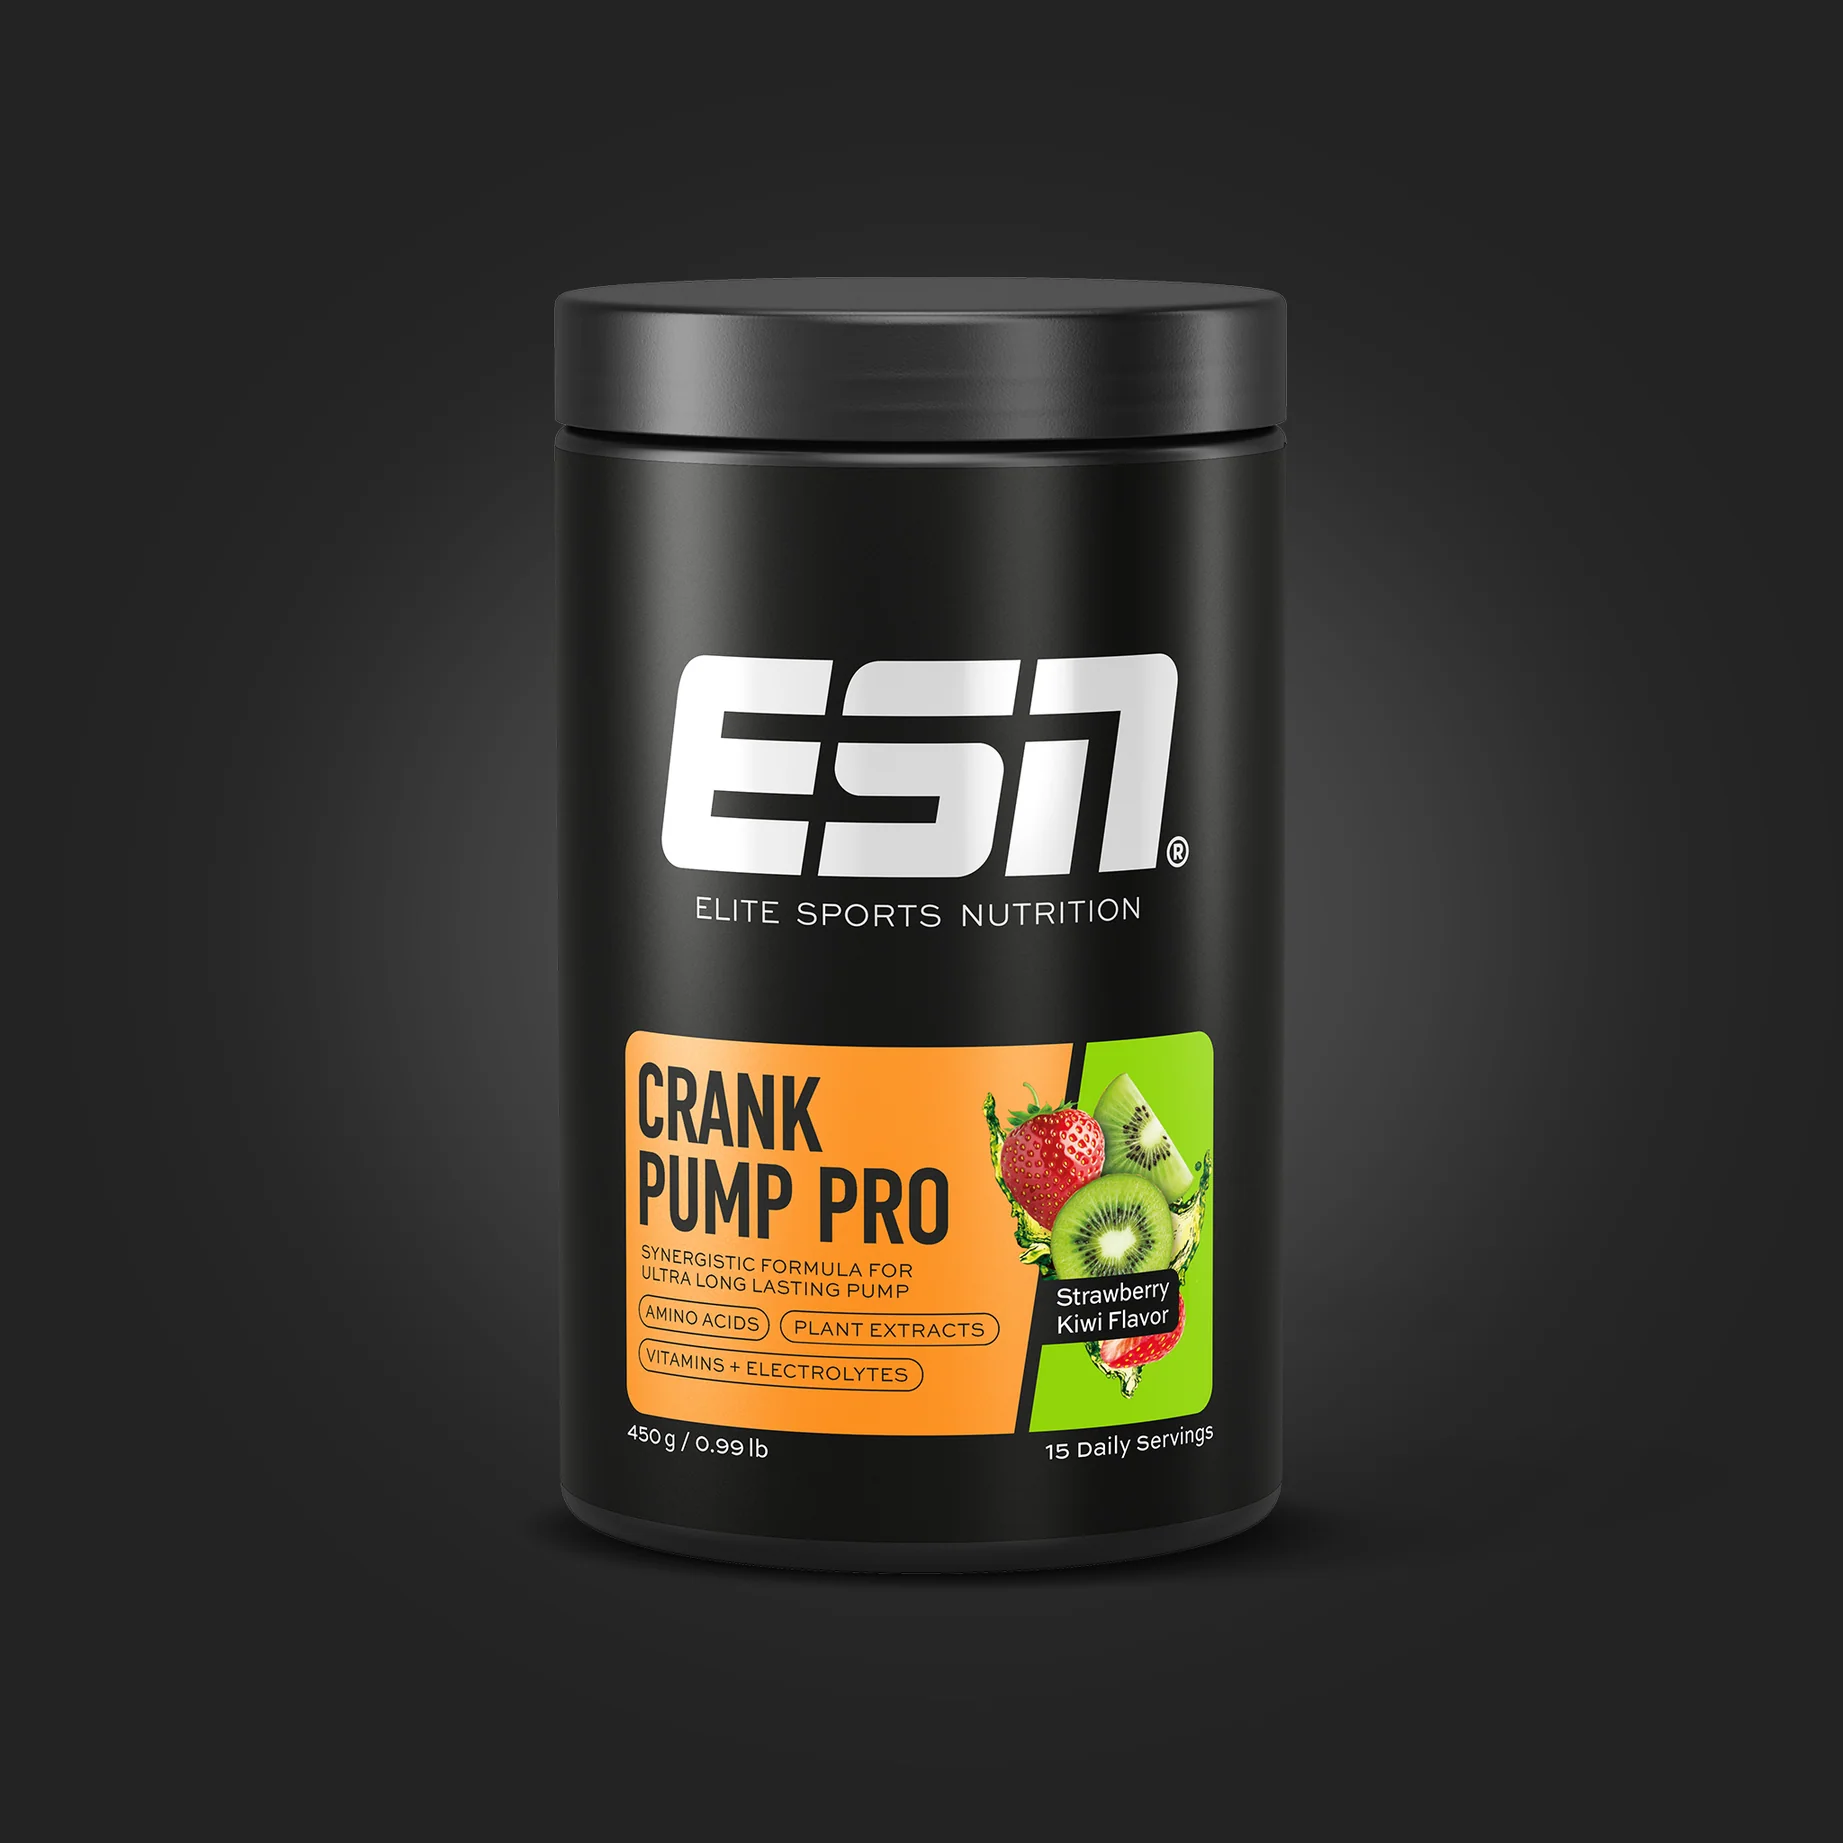 ESN®
ELITE SPORTS NUTRITION
CRANK
PUMP PRO
SYNERGISTIC FORMULA FOR
ULTRA LONG LASTING PUMP
AMINO ACIDS
PLANT EXTRACTS
VITAMINS + ELECTROLYTES
Strawberry
Kiwi Flavor
450 g / 0.99 lb
15 Daily Servings